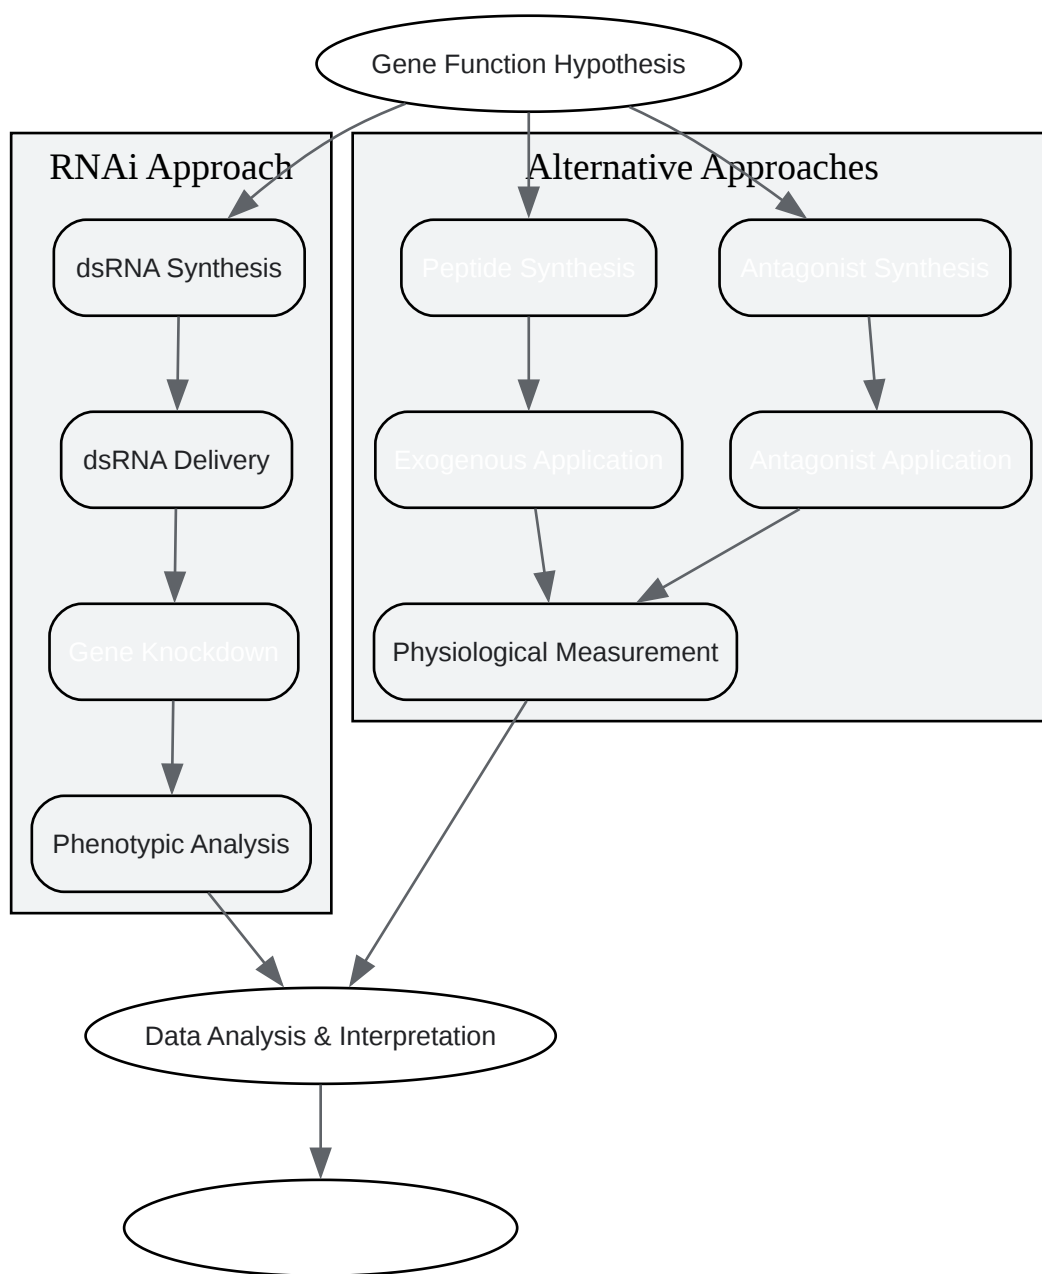 Gene Function Hypothesis
RNAi Approach
Alternative Approaches
dsRNA Synthesis
Peptide Synthesis
Antagonist Synthesis
dsRNA Delivery
Exogenous Application
Antagonist Application
Gene Knockdown
Physiological Measurement
Phenotypic Analysis
Data Analysis & Interpretation